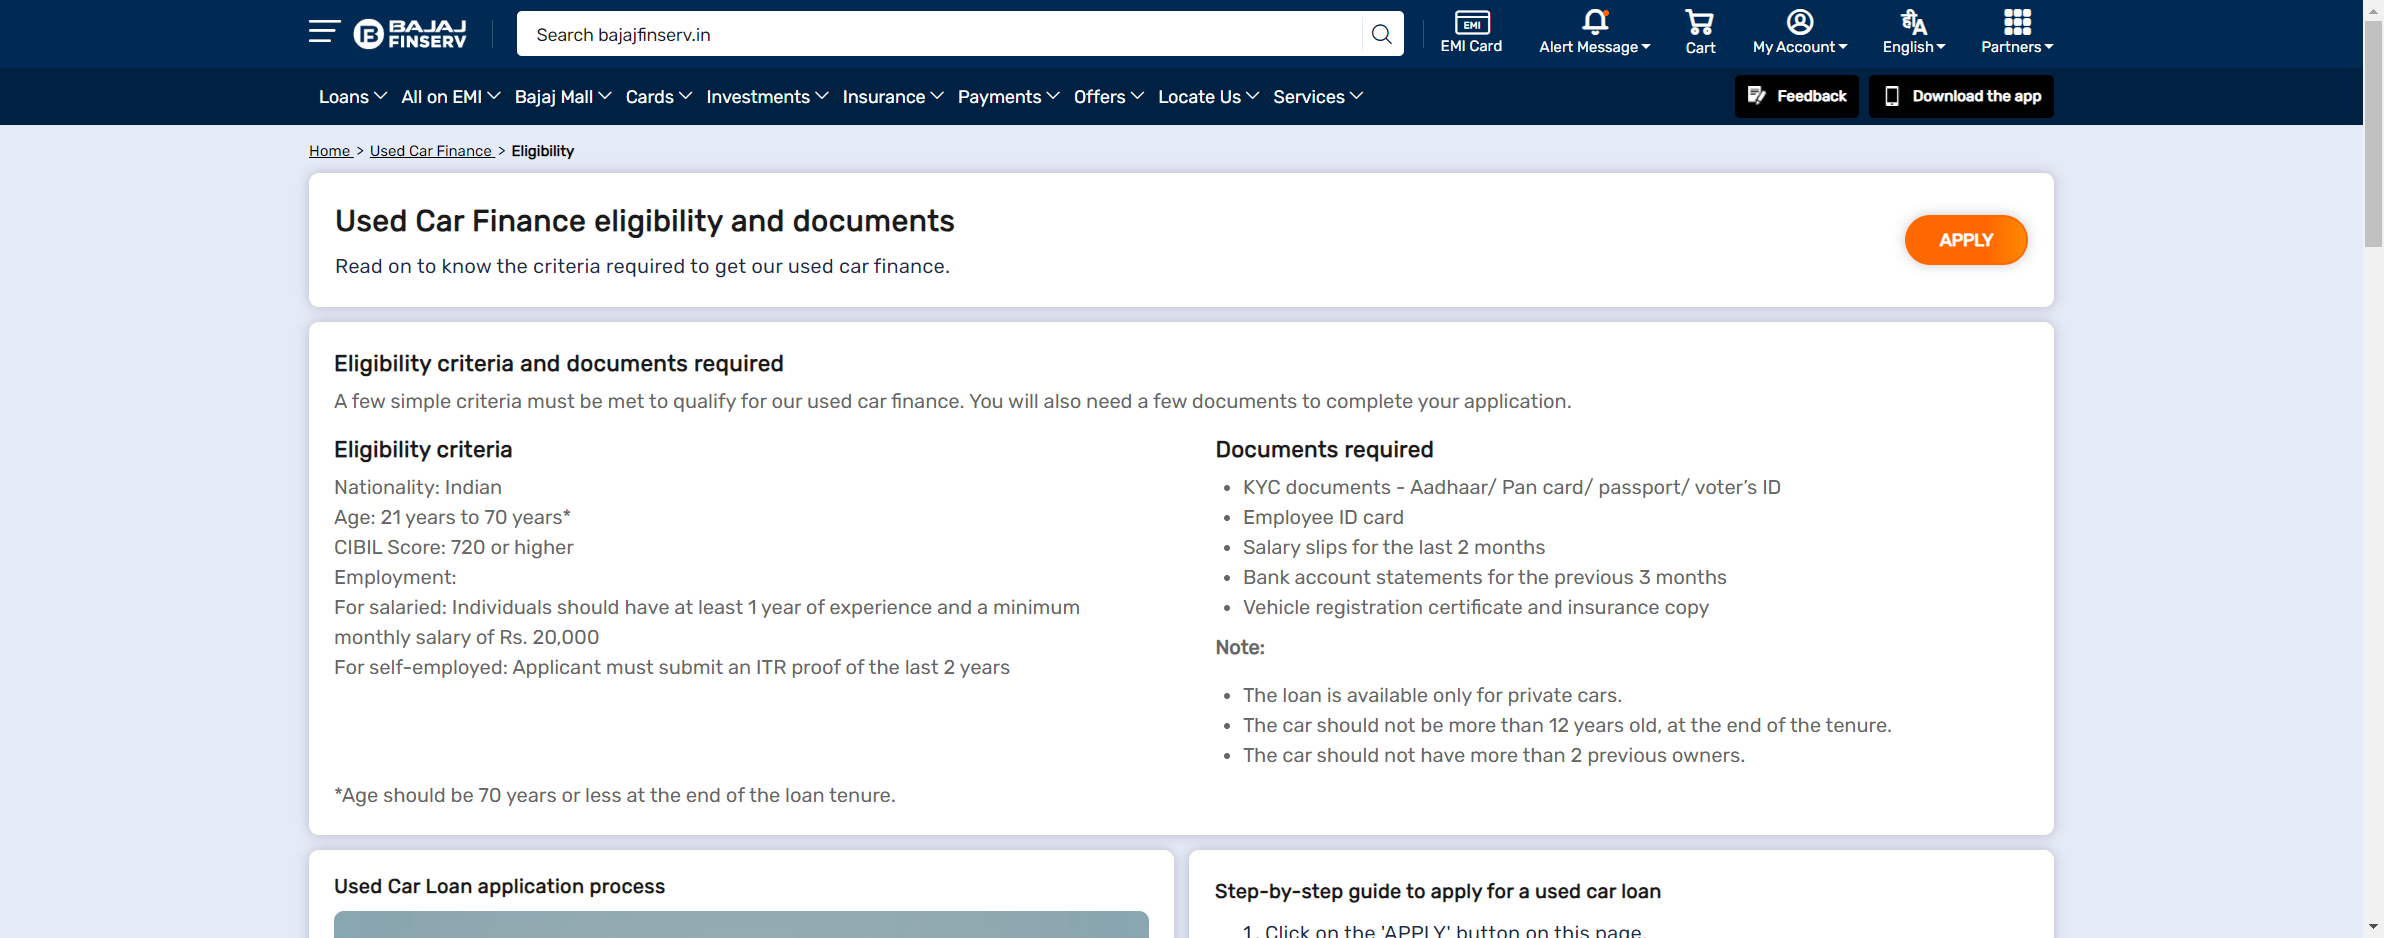 BAJAJ
FINSERV
Search bajajfinserv.in
EMI
EMI Card
Alert Message
Cart
My Account
हीA
English
Partners
Loans All on EMI Bajaj Mall Cards Investments Insurance Payments Offers Locate Us Services
Feedback
Download the app
Home > Used Car Finance > Eligibility
Used Car Finance eligibility and documents
Read on to know the criteria required to get our used car finance.
APPLY
Eligibility criteria and documents required
A few simple criteria must be met to qualify for our used car finance. You will also need a few documents to complete your application.
Eligibility criteria
Nationality: Indian
Age: 21 years to 70 years*
CIBIL Score: 720 or higher
Employment:
For salaried: Individuals should have at least 1 year of experience and a minimum
monthly salary of Rs. 20,000
For self-employed: Applicant must submit an ITR proof of the last 2 years
Documents required
• KYC documents - Aadhaar/ Pan card/ passport/ voter’s ID
• Employee ID card
• Salary slips for the last 2 months
• Bank account statements for the previous 3 months
• Vehicle registration certificate and insurance copy
Note:
• The loan is available only for private cars.
• The car should not be more than 12 years old, at the end of the tenure.
• The car should not have more than 2 previous owners.
*Age should be 70 years or less at the end of the loan tenure.
Used Car Loan application process
Step-by-step guide to apply for a used car loan
1. Click on the 'APPLY' button on this page.